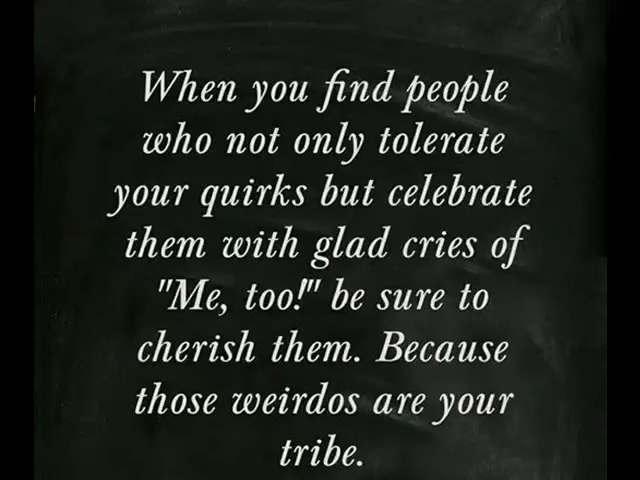 When you find people
who not only tolerate
your quirks but celebrate
them with glad cries of
"Me, too!" be sure to
cherish them. Because
those weirdos are your
tribe.